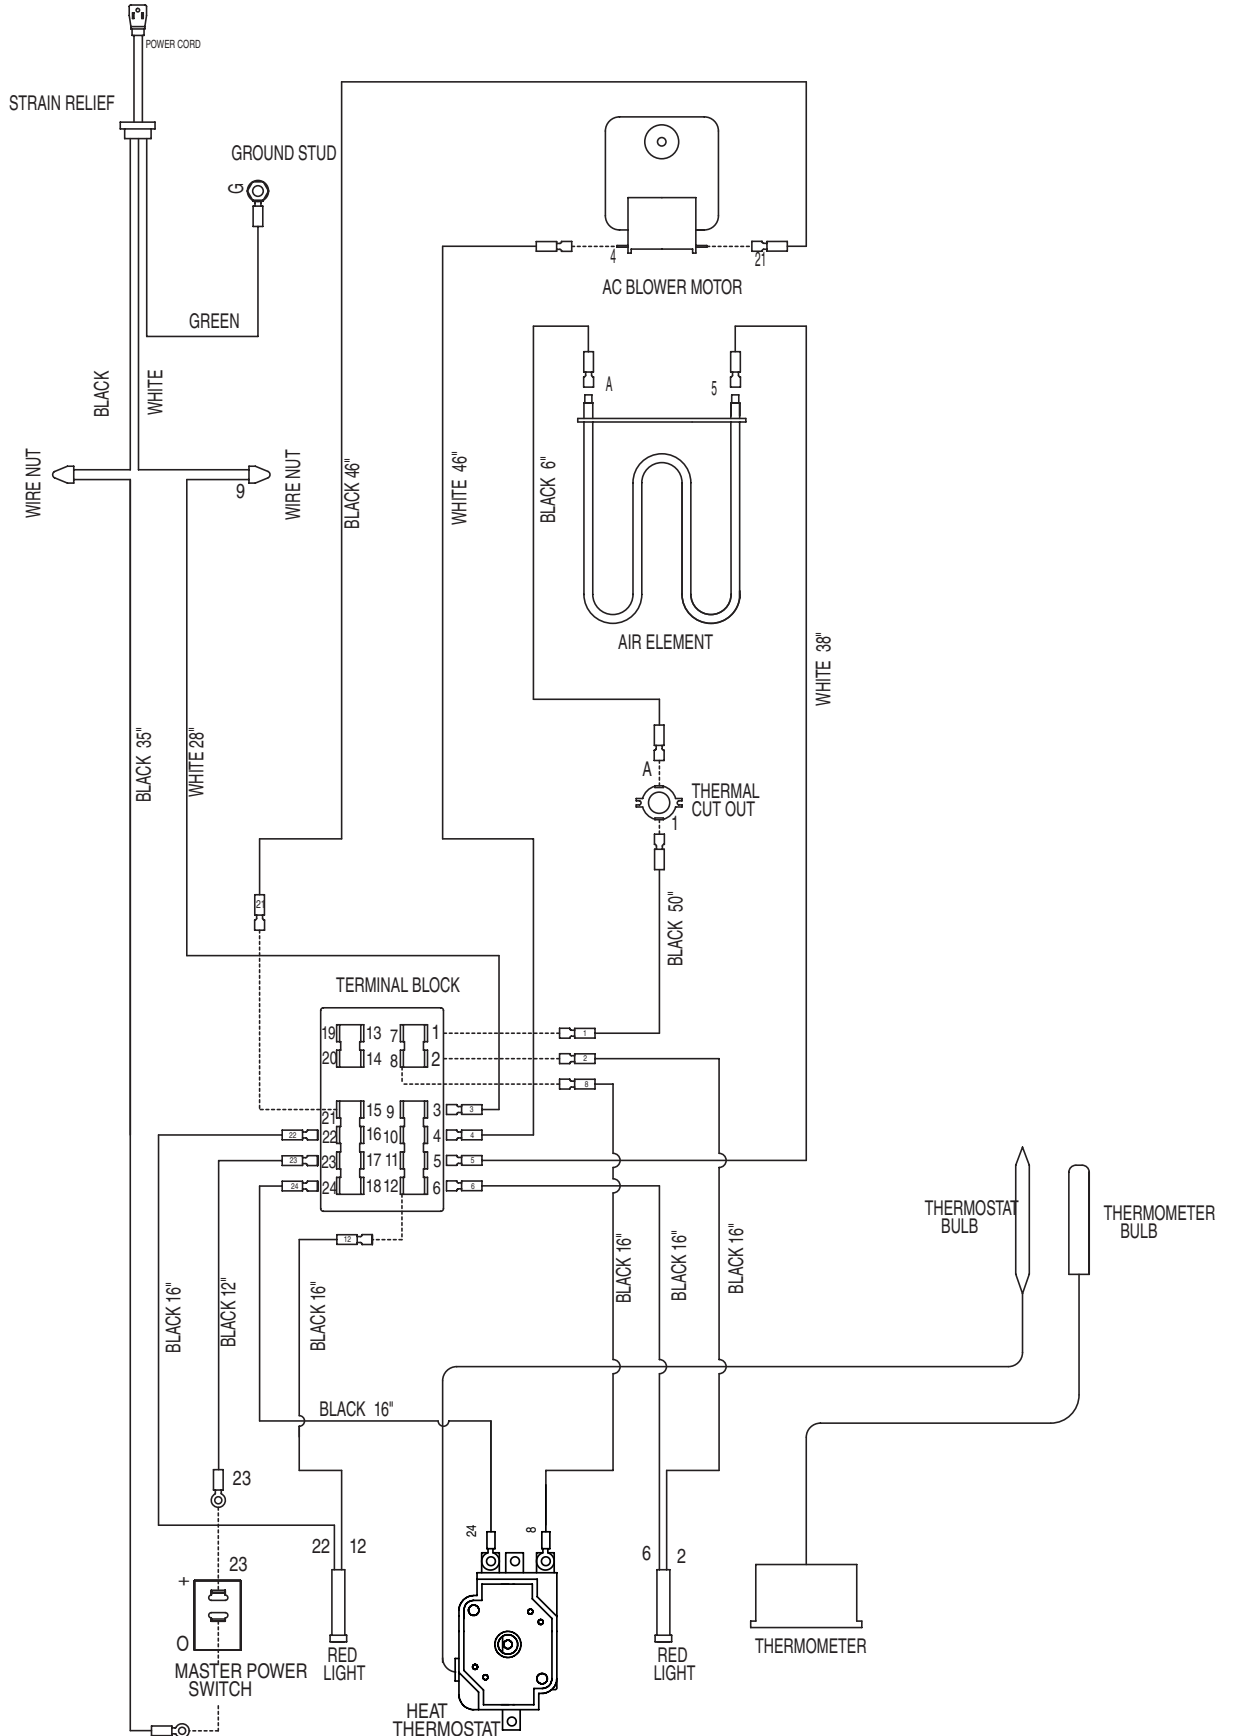 POWER CORD
STRAIN RELIEF
GROUND STUD
G
4
21
AC BLOWER MOTOR
GREEN
BLACK
WHITE
A
5
WIRE NUT
9
WIRE NUT
BLACK 46"
WHITE 46"
BLACK 6"
AIR ELEMENT
WHITE 38"
BLACK 35"
WHITE 28"
A
THERMAL
CUT OUT
1
21
BLACK 50"
TERMINAL BLOCK
19 13 7 1 1
20 14 8 2 2
8
21 15 9 3 3
22 22 16 10 4 4
23 23 17 11 5 5
24 24 18 12 6 6
12
THERMOSTAT
BULB
THERMOMETER
BULB
BLACK 16"
BLACK 12"
BLACK 16"
BLACK 16"
BLACK 16"
BLACK 16"
BLACK 16"
23
24
8
22 12
6 2
23
+
O
MASTER POWER
SWITCH
RED
LIGHT
RED
LIGHT
THERMOMETER
HEAT
THERMOSTAT